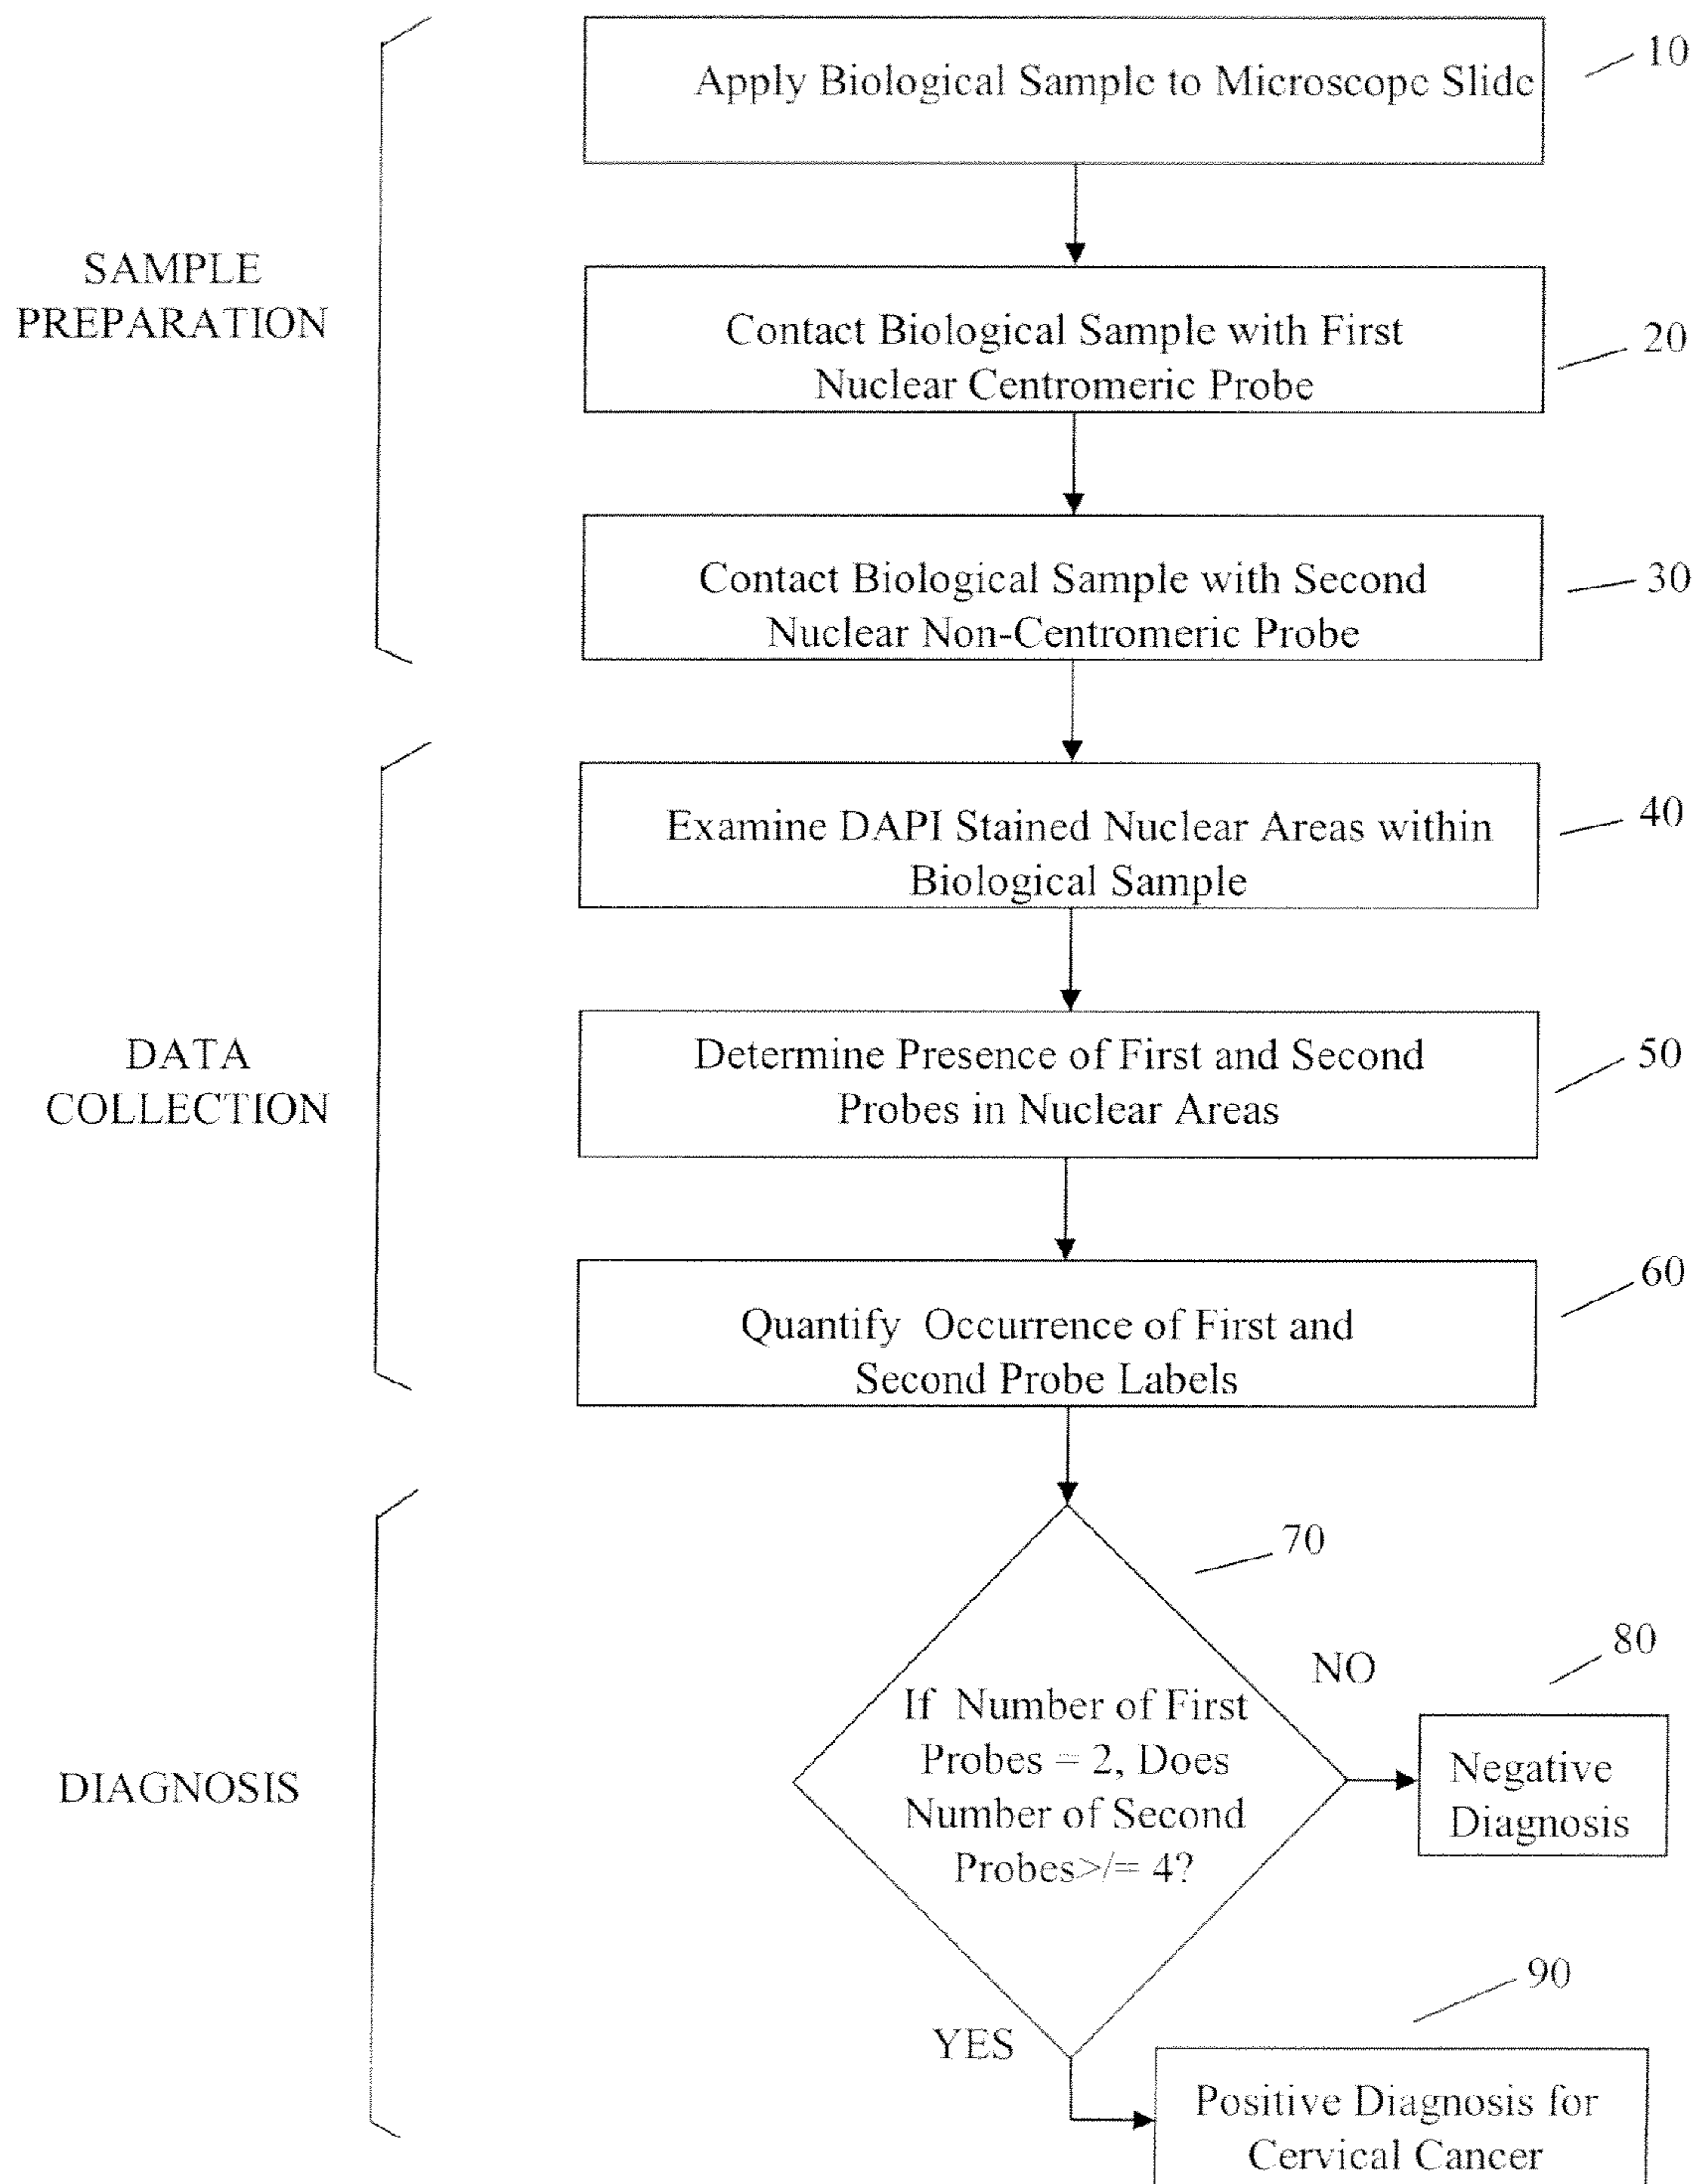 Apply Biological Sample to Microscope Slide
10
SAMPLE
PREPARATION
Contact Biological Sample with First
Nuclear Centromeric Probe
20
Contact Biological Sample with Second
Nuclear Non-Centromeric Probe
30
Examine DAPI Stained Nuclear Areas within
Biological Sample
40
DATA
COLLECTION
Determine Presence of First and Second
Probes in Nuclear Areas
50
Quantify Occurrence of First and
Second Probe Labels
60
DIAGNOSIS
70
If Number of First
Probes = 2, Does
Number of Second
Probes>/= 4?
NO
80
Negative
Diagnosis
YES
90
Positive Diagnosis for
Cervical Cancer